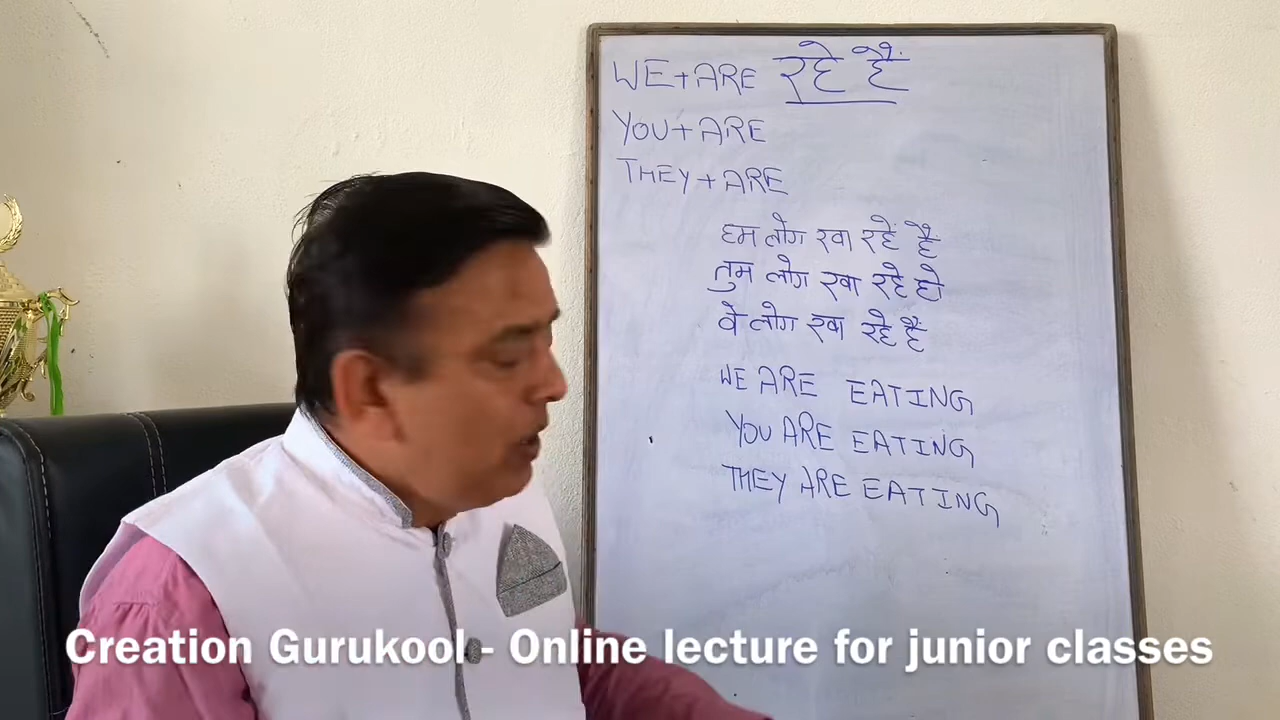 WE+ARE रहे हैं
YOU+ARE
THEY+ARE
हम लोग खा रहे हैं
तुम लोग खा रहे हो
वे लोग खा रहे हैं
WE ARE EATING
YOU ARE EATING
THEY ARE EATING
Creation Gurukool- Online lecture for junior classes